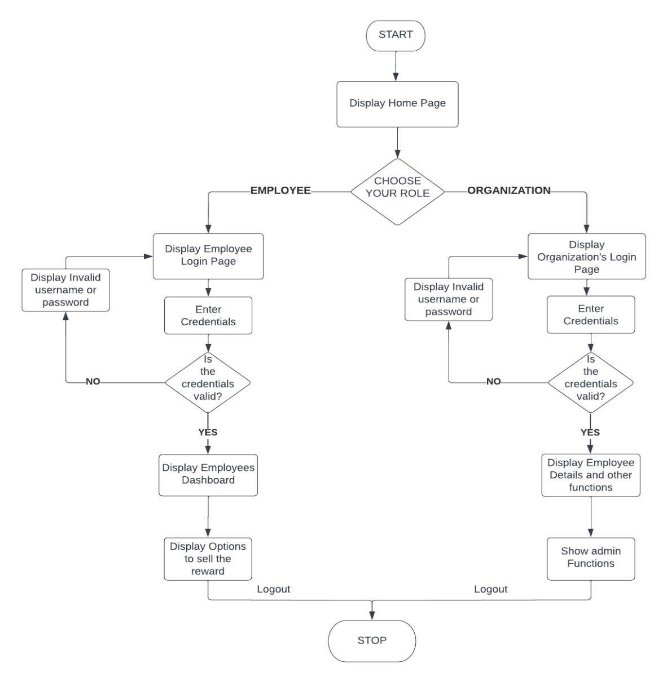 START
Display Home Page
CHOOSE
YOUR ROLE
EMPLOYEE
ORGANIZATION
Display Employee
Login Page
Display
Organization's Login
Page
Display Invalid
username or
password
Display Invalid
username or
password
Enter
Credentials
Enter
Credentials
Is
the
credentials
valid?
Is
the
credentials
valid?
NO
NO
YES
YES
Display Employees
Dashboard
Display Employee
Details and other
functions
Display Options
to sell the
reward
Show admin
Functions
Logout
Logout
STOP